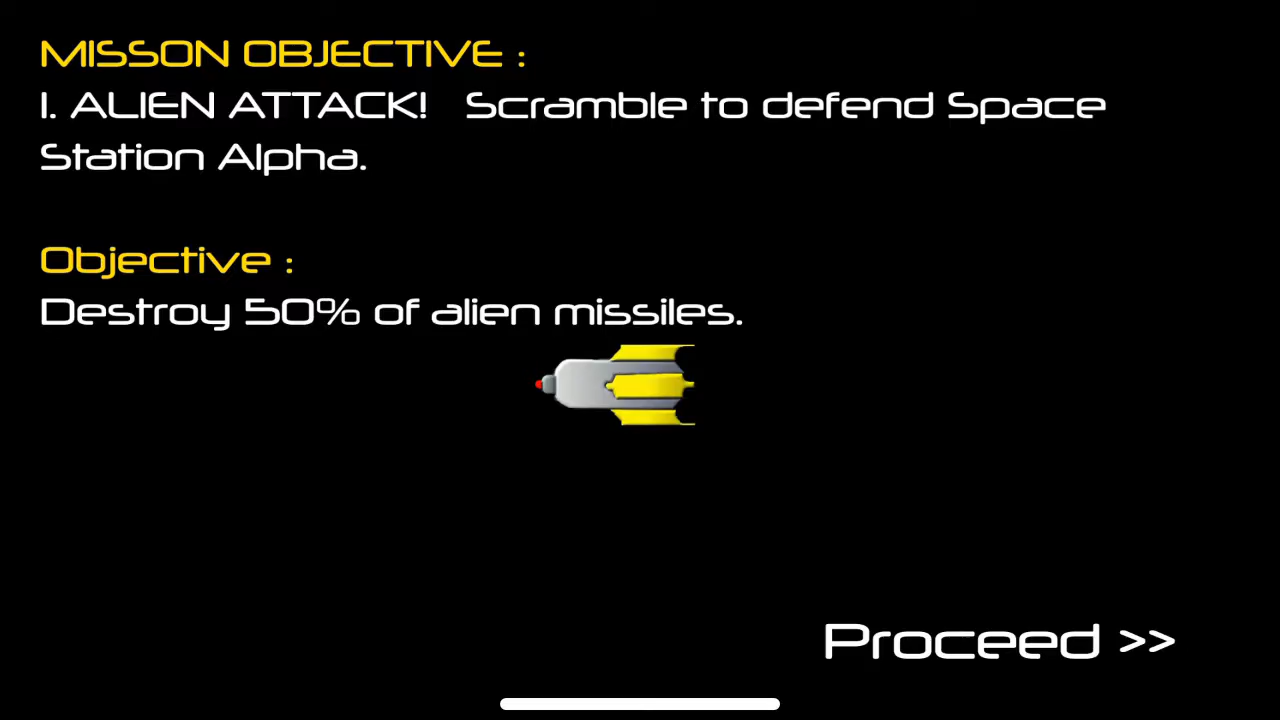 MISSON OBJECTIVE :
1. ALIEN ATTACK!   Scramble to defend Space
Station Alpha.
Objective :
Destroy 50% of alien missiles.
Proceed >>